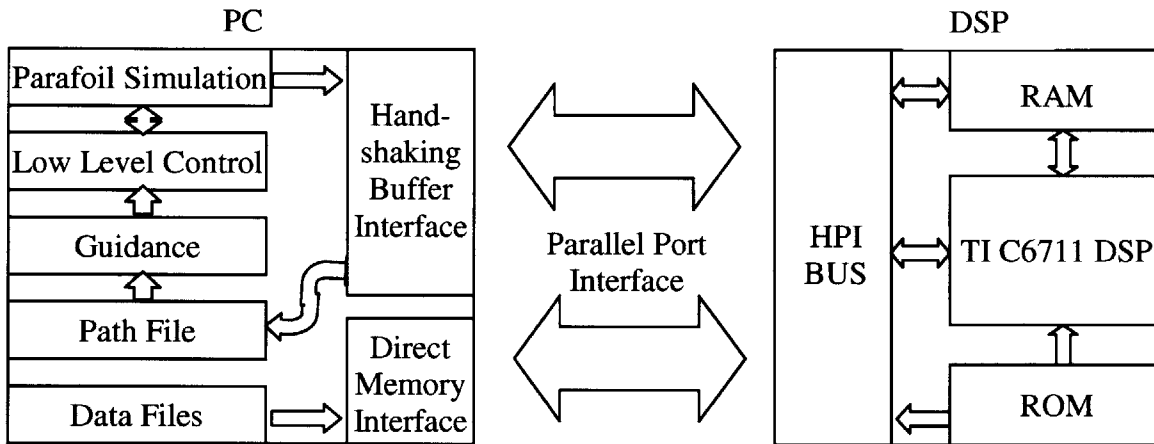 PC
DSP
Parafoil Simulation
Low Level Control
Guidance
Path File
Data Files
Hand-
shaking
Buffer
Interface
Direct
Memory
Interface
Parallel Port
Interface
HPI
BUS
RAM
TI C6711 DSP
ROM